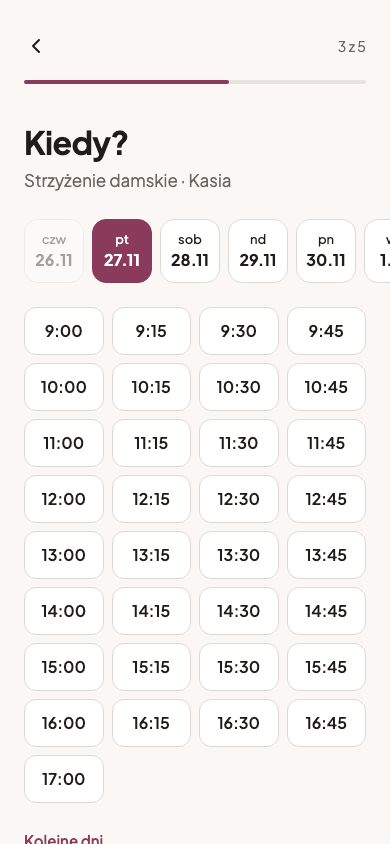 3 z 5
Kiedy?
Strzyżenie damskie · Kasia
czw pt sob nd pn
26.11 27.11 28.11 29.11 30.11 1.
9:00 9:15 9:30 9:45
10:00 10:15 10:30 10:45
11:00 11:15 11:30 11:45
12:00 12:15 12:30 12:45
13:00 13:15 13:30 13:45
14:00 14:15 14:30 14:45
15:00 15:15 15:30 15:45
16:00 16:15 16:30 16:45
17:00
Kolejne dni